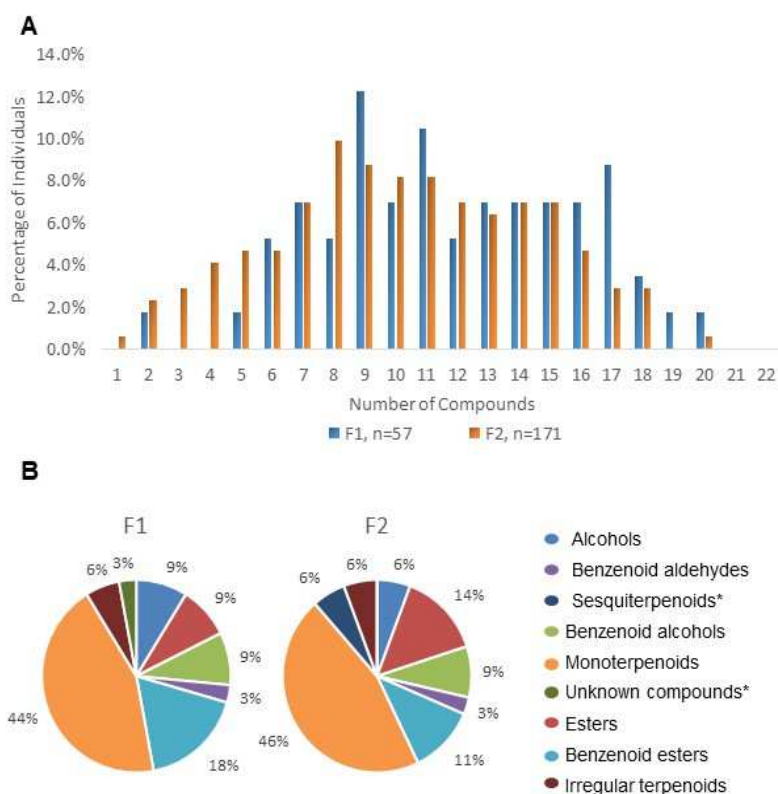 A
14.0%
12.0%
10.0%
8.0%
6.0%
4.0%
2.0%
0.0%
Percentage of Individuals
1 2 3 4 5 6 7 8 9 10 11 12 13 14 15 16 17 18 19 20 21 22
Number of Compounds
F1, n=57 F2, n=171
B
F1
3%
6%
9%
9%
9%
3%
18%
44%
F2
6%
6%
6%
14%
9%
3%
11%
46%
Alcohols
Benzenoid aldehydes
Sesquiterpenoids*
Benzenoid alcohols
Monoterpenoids
Unknown compounds*
Esters
Benzenoid esters
Irregular terpenoids